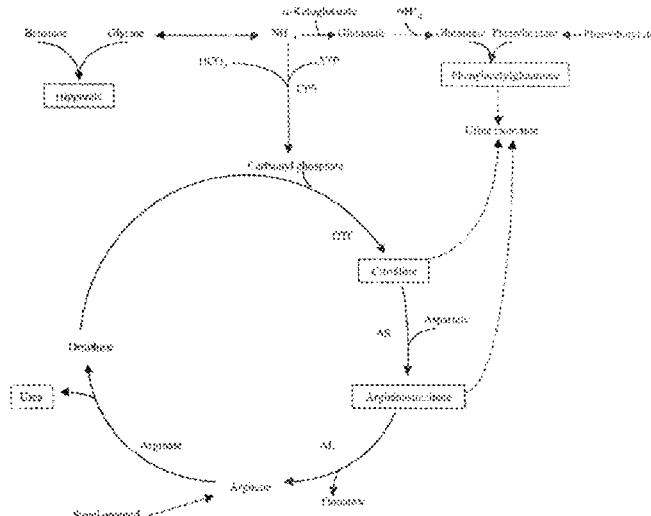 α-Ketoglutarate
Benzoate Glycine NH Glutamate Glutamine Phenylacetate Phenylbutyrate
HCO₃ ATP
CPS
Hippurate
Phenylacetylglutamine
Urine excretion
Carbamyl phosphate
OTC
Citrulline
AS Aspartate
Ornithine
Urea
Argininosuccinate
Arginase AL
Arginine
Fumarate